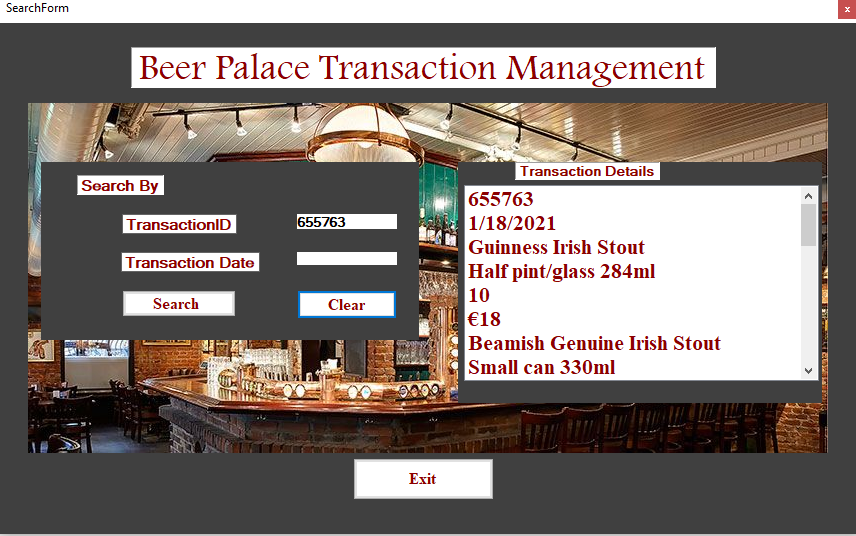 SearchForm
x
Beer Palace Transaction Management
Search By
TransactionID
655763
Transaction Date
Search
Clear
Transaction Details
655763
1/18/2021
Guinness Irish Stout
Half pint/glass 284ml
10
€18
Beamish Genuine Irish Stout
Small can 330ml
Exit